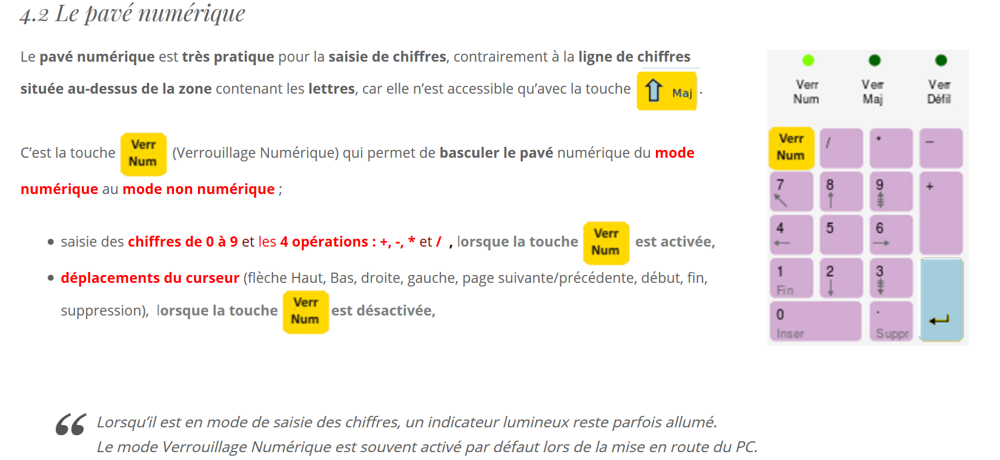 4.2 Le pavé numérique
Le pavé numérique est très pratique pour la saisie de chiffres, contrairement à la ligne de chiffres
située au-dessus de la zone contenant les lettres, car elle n’est accessible qu’avec la touche Maj .
C’est la touche Verr Num (Verrouillage Numérique) qui permet de basculer le pavé numérique du mode
numérique au mode non numérique ;
• saisie des chiffres de 0 à 9 et les 4 opérations : +, -, * et / , lorsque la touche Verr Num est activée,
• déplacements du curseur (flèche Haut, Bas, droite, gauche, page suivante/précédente, début, fin,
suppression), lorsque la touche Verr Num est désactivée,
Verr Verr Verr
Num Maj Défil
Verr / * −
Num
7 8 9 +
4 5 6
1 2 3
Fin
0 .
Inser Suppr
“ Lorsqu’il est en mode de saisie des chiffres, un indicateur lumineux reste parfois allumé.
Le mode Verrouillage Numérique est souvent activé par défaut lors de la mise en route du PC.